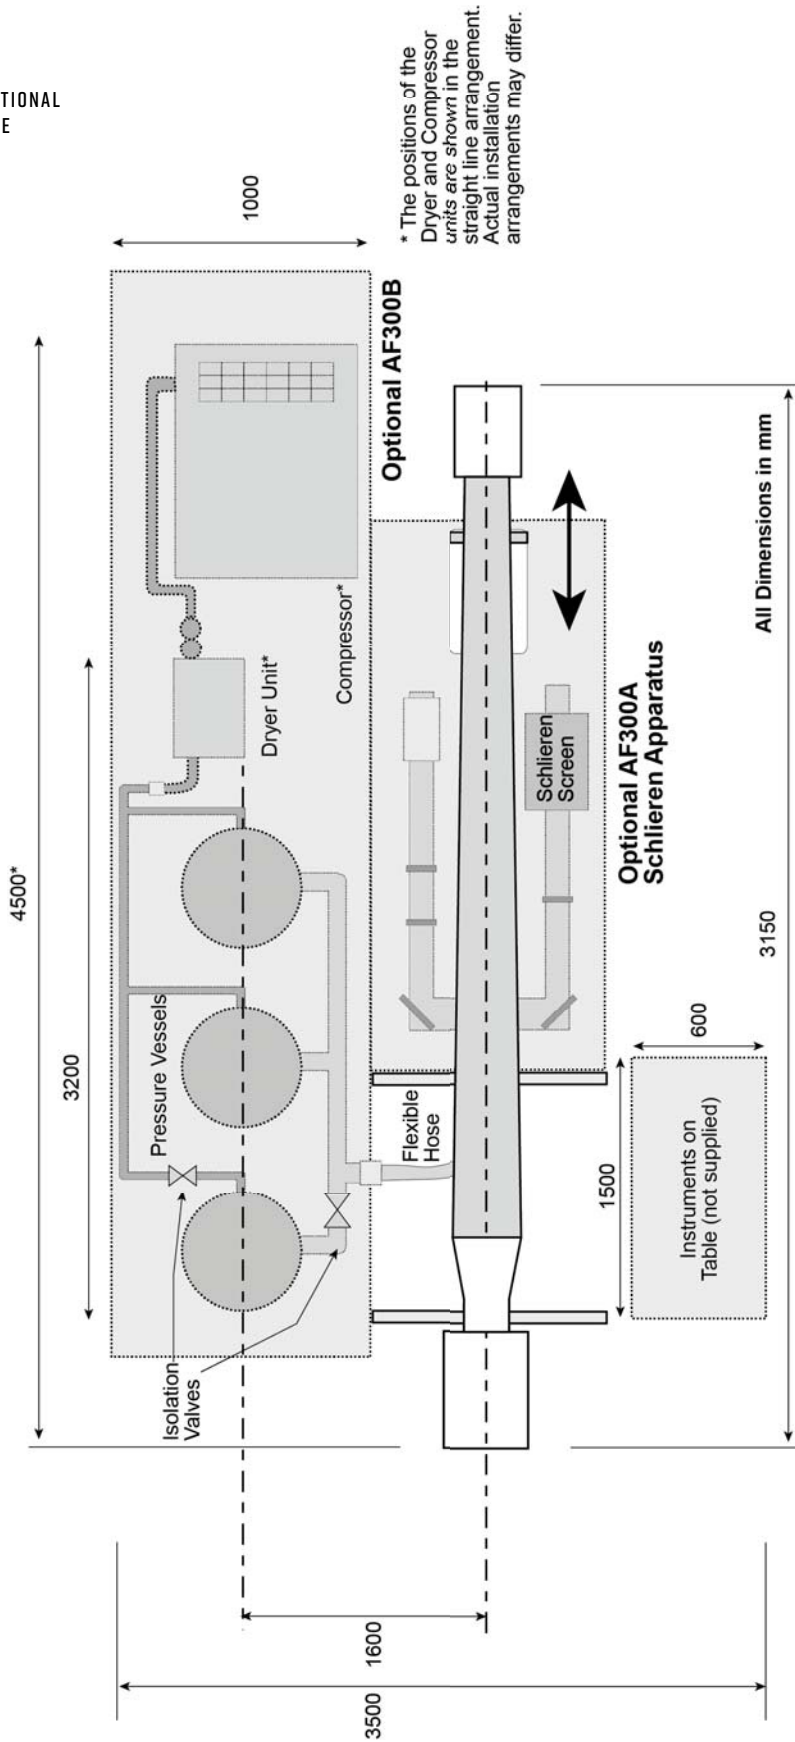 TIONAL
E
* The positions of the
Dryer and Compressor
units are shown in the
straight line arrangement.
Actual installation
arrangements may differ.
4500*
1000
3200
Isolation
Valves
Pressure Vessels
Dryer Unit*
Compressor*
Optional AF300B
Flexible
Hose
Schlieren
Screen
Optional AF300A
Schlieren Apparatus
1500
600
Instruments on
Table (not supplied)
All Dimensions in mm
3150
1600
3500